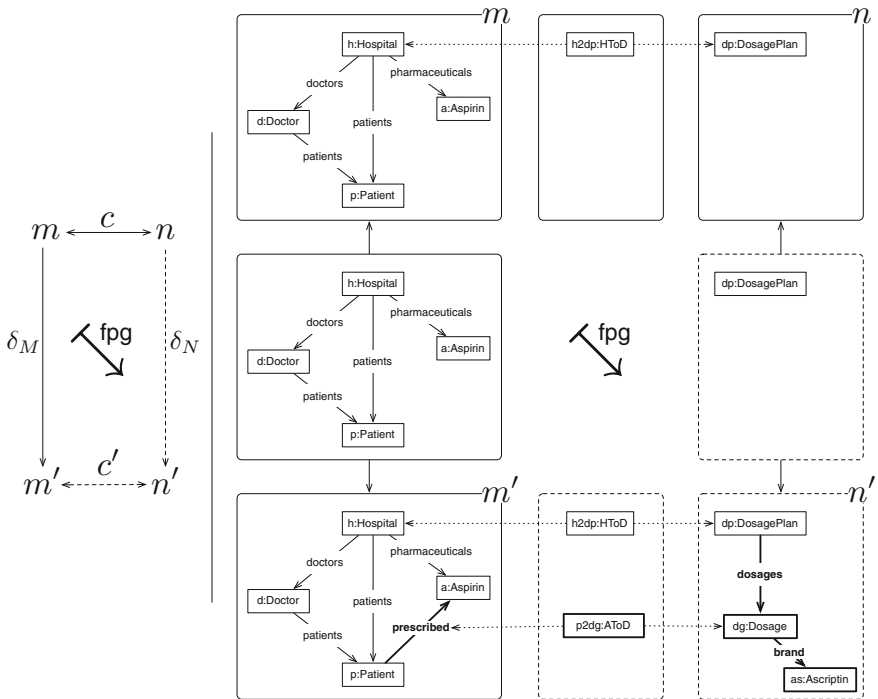 m
n
h:Hospital
h2dp:HToD
dp:DosagePlan
doctors
pharmaceuticals
d:Doctor
patients
a:Aspirin
patients
p:Patient
m c n
δ_M
fpg
δ_N
m′ c′ n′
h:Hospital
dp:DosagePlan
doctors
pharmaceuticals
d:Doctor
patients
a:Aspirin
patients
p:Patient
fpg
m′
n′
h:Hospital
h2dp:HToD
dp:DosagePlan
doctors
pharmaceuticals
d:Doctor
patients
a:Aspirin
dosages
patients
prescribed
p2dg:AToD
dg:Dosage
brand
p:Patient
as:Ascriptin